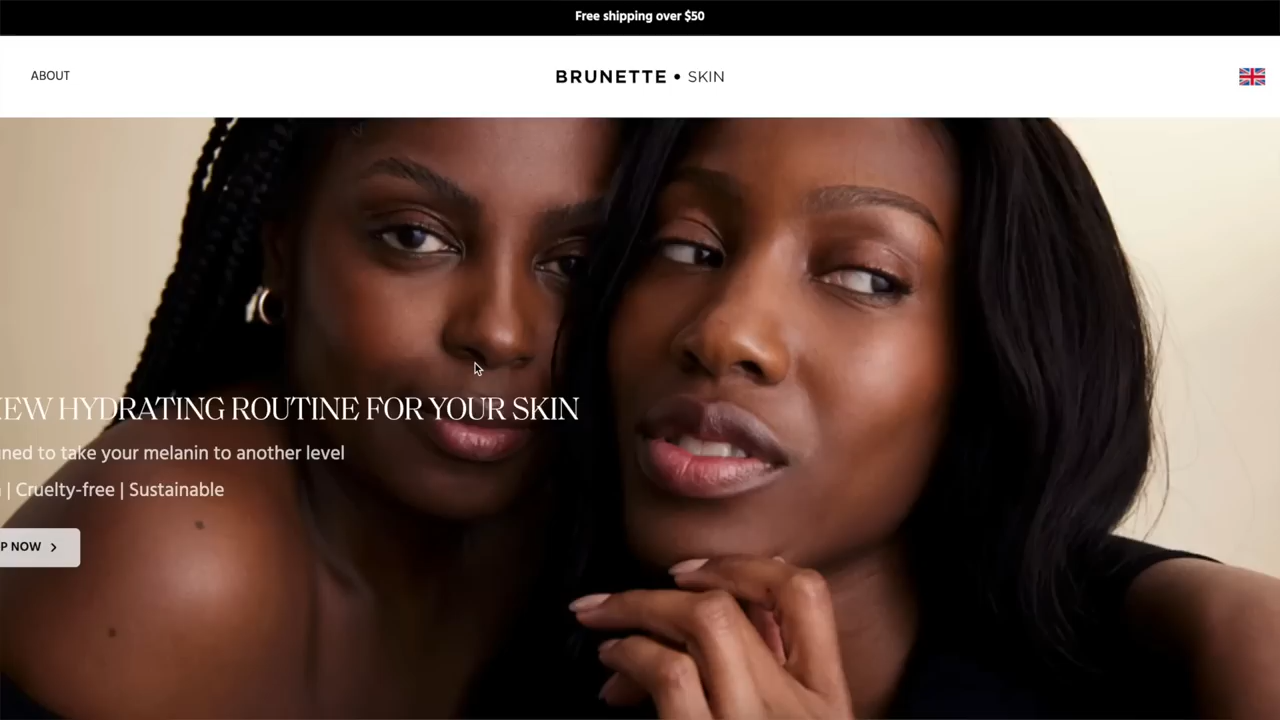 Free shipping over $50
ABOUT
BRUNETTE • SKIN
EW HYDRATING ROUTINE FOR YOUR SKIN
ned to take your melanin to another level
| Cruelty-free | Sustainable
P NOW >